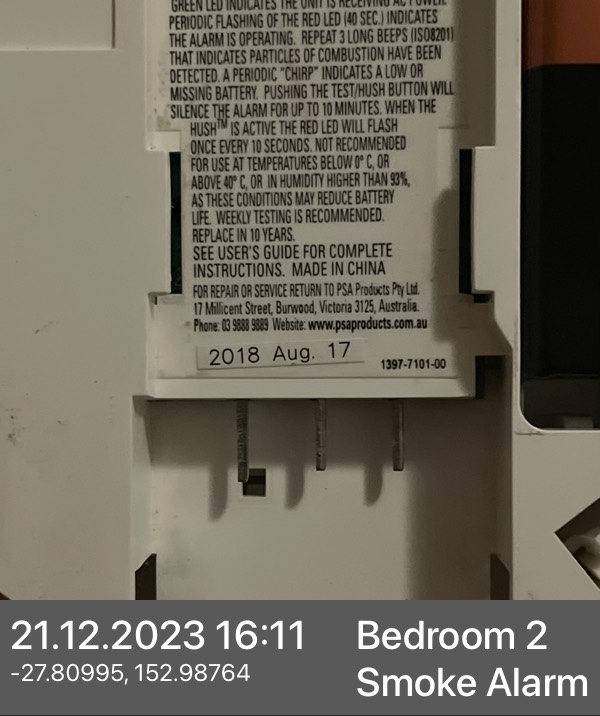 GREEN LED INDICATES THE UNIT IS RECEIVING AC POWER.
PERIODIC FLASHING OF THE RED LED (40 SEC.) INDICATES
THE ALARM IS OPERATING. REPEAT 3 LONG BEEPS (ISO8201)
THAT INDICATES PARTICLES OF COMBUSTION HAVE BEEN
DETECTED. A PERIODIC "CHIRP" INDICATES A LOW OR
MISSING BATTERY. PUSHING THE TEST/HUSH BUTTON WILL
SILENCE THE ALARM FOR UP TO 10 MINUTES. WHEN THE
HUSH™ IS ACTIVE THE RED LED WILL FLASH
ONCE EVERY 10 SECONDS. NOT RECOMMENDED
FOR USE AT TEMPERATURES BELOW 0° C, OR
ABOVE 40° C, OR IN HUMIDITY HIGHER THAN 93%,
AS THESE CONDITIONS MAY REDUCE BATTERY
LIFE. WEEKLY TESTING IS RECOMMENDED.
REPLACE IN 10 YEARS.
SEE USER'S GUIDE FOR COMPLETE
INSTRUCTIONS. MADE IN CHINA
FOR REPAIR OR SERVICE RETURN TO PSA Products Pty Ltd.
17 Millicent Street, Burwood, Victoria 3125, Australia.
Phone: 03 9888 9889 Website: www.psaproducts.com.au
2018 Aug. 17
1397-7101-00
21.12.2023 16:11
-27.80995, 152.98764
Bedroom 2
Smoke Alarm